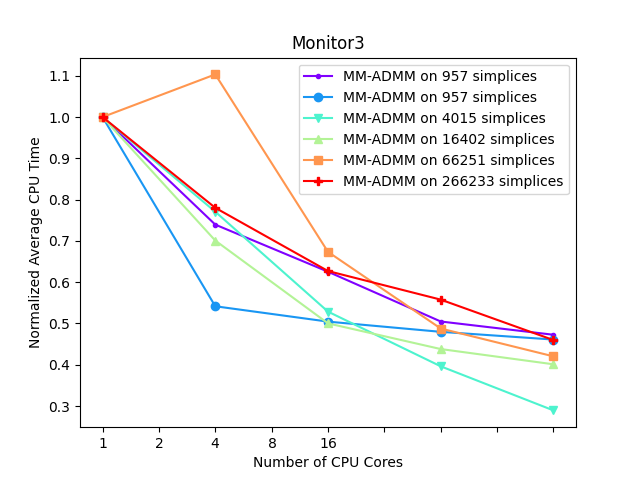 Monitor3
MM-ADMM on 957 simplices
MM-ADMM on 957 simplices
MM-ADMM on 4015 simplices
MM-ADMM on 16402 simplices
MM-ADMM on 66251 simplices
MM-ADMM on 266233 simplices
Normalized Average CPU Time
1.1
1.0
0.9
0.8
0.7
0.6
0.5
0.4
0.3
1 2 4 8 16
Number of CPU Cores